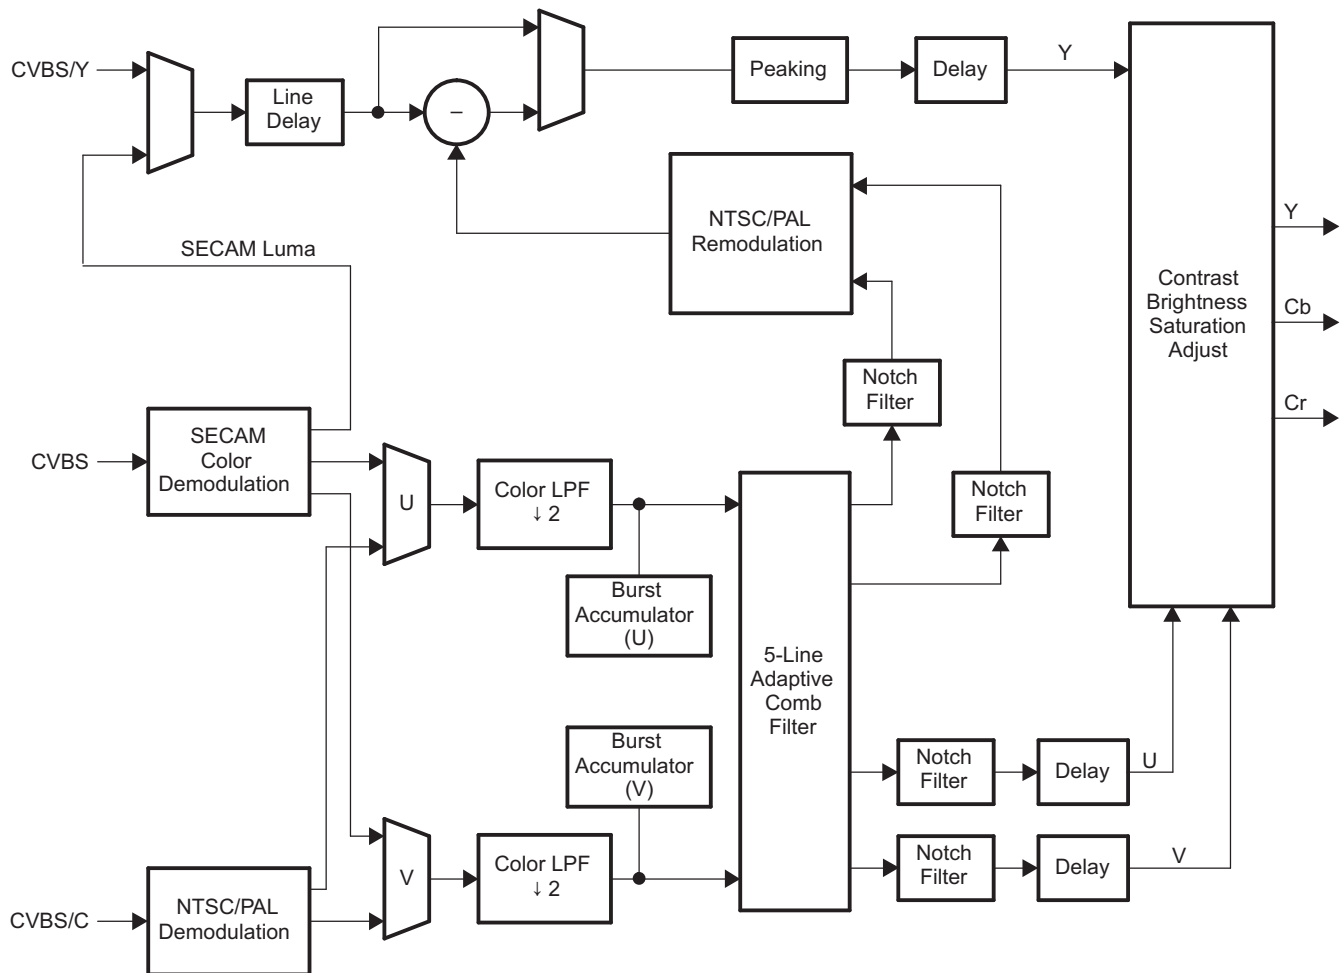 CVBS/Y
Line
Delay
–
Peaking
Delay
Y
NTSC/PAL
Remodulation
SECAM Luma
Contrast
Brightness
Saturation
Adjust
Y
Cb
Cr
CVBS
SECAM
Color
Demodulation
U
Color LPF
↓ 2
Burst
Accumulator
(U)
Notch
Filter
Notch
Filter
5-Line
Adaptive
Comb
Filter
Burst
Accumulator
(V)
Notch
Filter
Delay
U
CVBS/C
NTSC/PAL
Demodulation
V
Color LPF
↓ 2
Notch
Filter
Delay
V